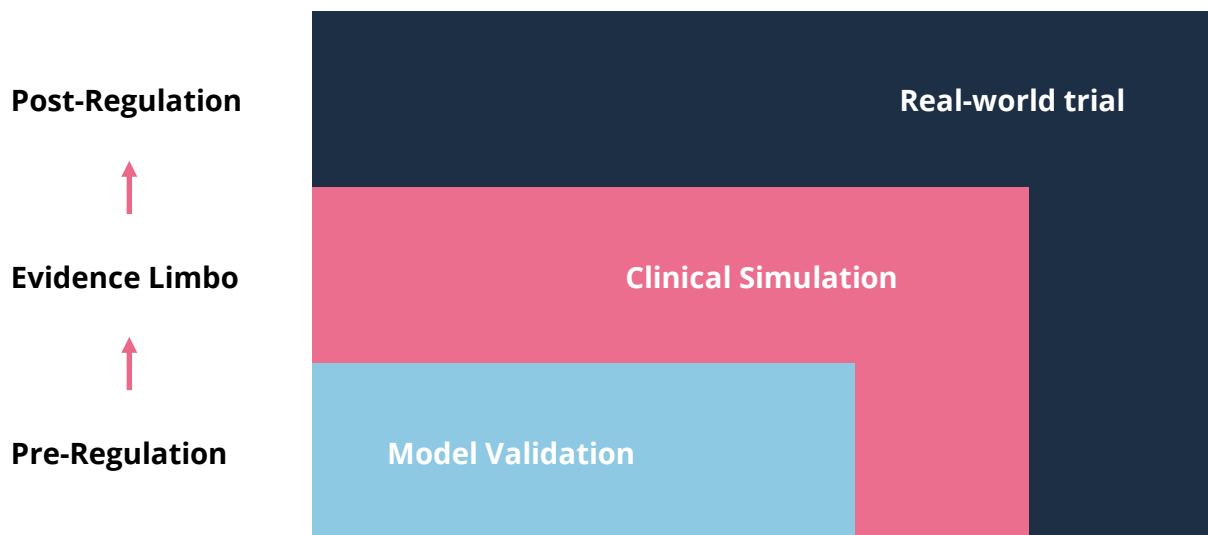 Post-Regulation
Real-world trial
Evidence Limbo
Clinical Simulation
Pre-Regulation
Model Validation